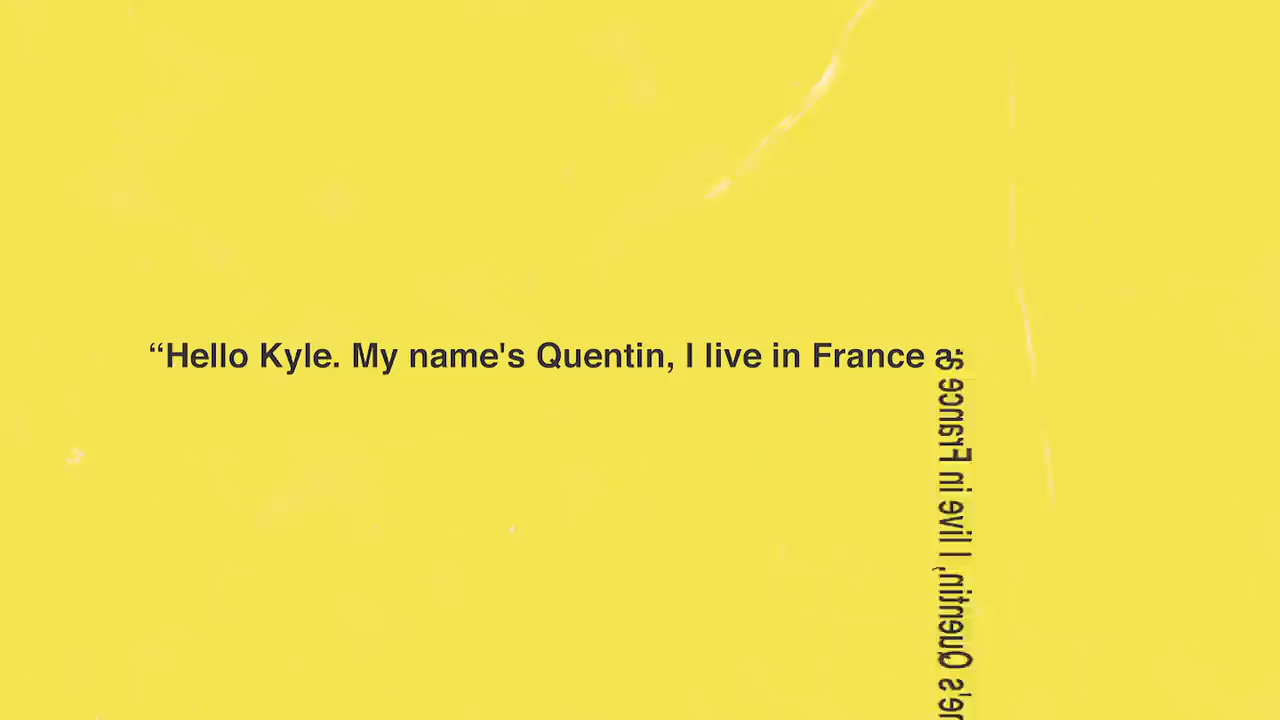 “Hello Kyle. My name's Quentin, I live in France
's Quentin, I live in France